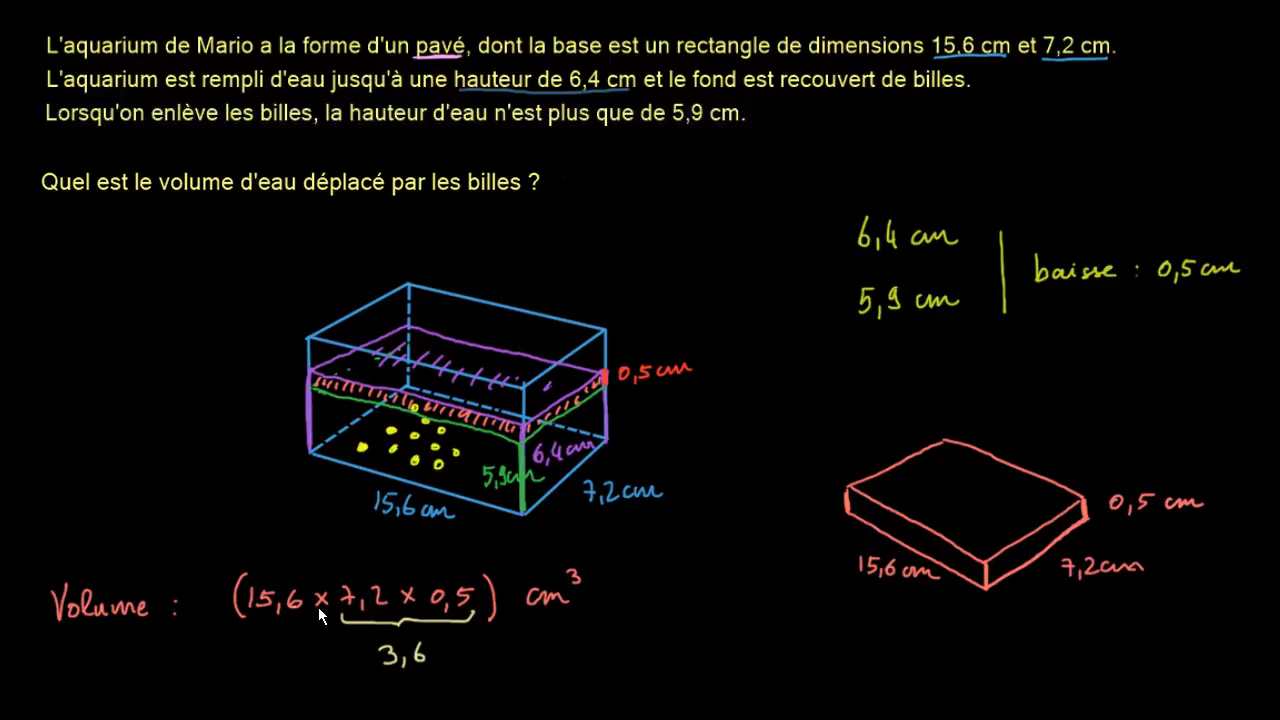 L'aquarium de Mario a la forme d'un pavé, dont la base est un rectangle de dimensions 15,6 cm et 7,2 cm.
L'aquarium est rempli d'eau jusqu'à une hauteur de 6,4 cm et le fond est recouvert de billes.
Lorsqu'on enlève les billes, la hauteur d'eau n'est plus que de 5,9 cm.
Quel est le volume d'eau déplacé par les billes ?
6,4 cm
baisse : 0,5 cm
5,9 cm
0,5 cm
6,4 cm
5,9 cm
7,2 cm
15,6 cm
0,5 cm
15,6 cm
7,2 cm
Volume : (15,6 × 7,2 × 0,5) cm³
3,6